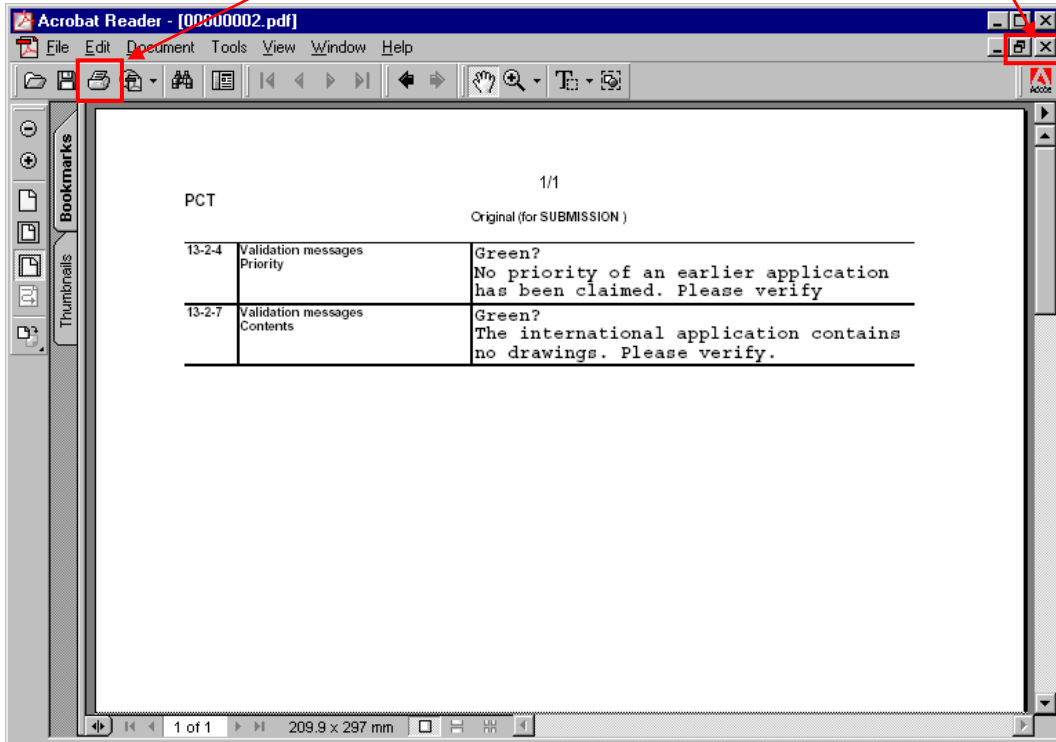 Acrobat Reader - [00000002.pdf]
File Edit Document Tools View Window Help
Adobe
Bookmarks
Thumbnails
1/1
PCT
Original (for SUBMISSION )
13-2-4 Validation messages Green?
Priority No priority of an earlier application
has been claimed. Please verify
13-2-7 Validation messages Green?
Contents The international application contains
no drawings. Please verify.
1 of 1 209.9 x 297 mm